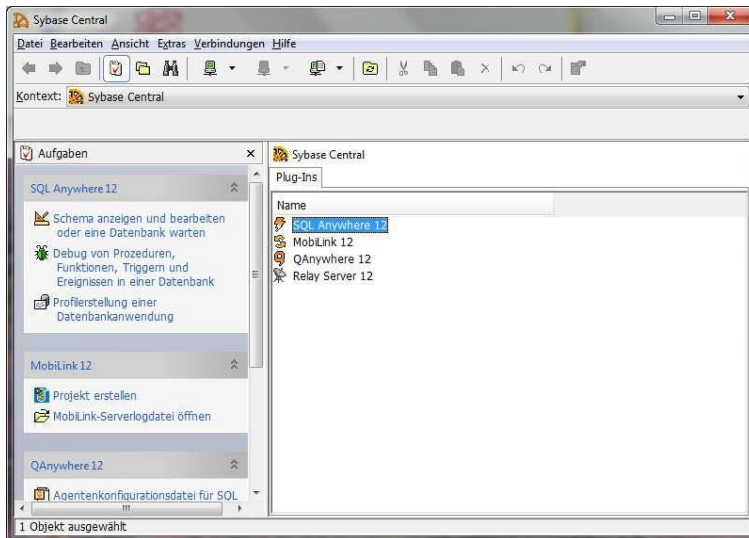 Sybase Central
Datei Bearbeiten Ansicht Extras Verbindungen Hilfe
Kontext: Sybase Central
Aufgaben
SQL Anywhere 12
Schema anzeigen und bearbeiten
oder eine Datenbank warten
Debug von Prozeduren,
Funktionen, Triggern und
Ereignissen in einer Datenbank
Profilerstellung einer
Datenbankanwendung
MobiLink 12
Projekt erstellen
MobiLink-Serverlogdatei öffnen
QAnywhere 12
Agentenkonfigurationsdatei für SQL
Sybase Central
Plug-Ins
Name
SQL Anywhere 12
MobiLink 12
QAnywhere 12
Relay Server 12
1 Objekt ausgewählt